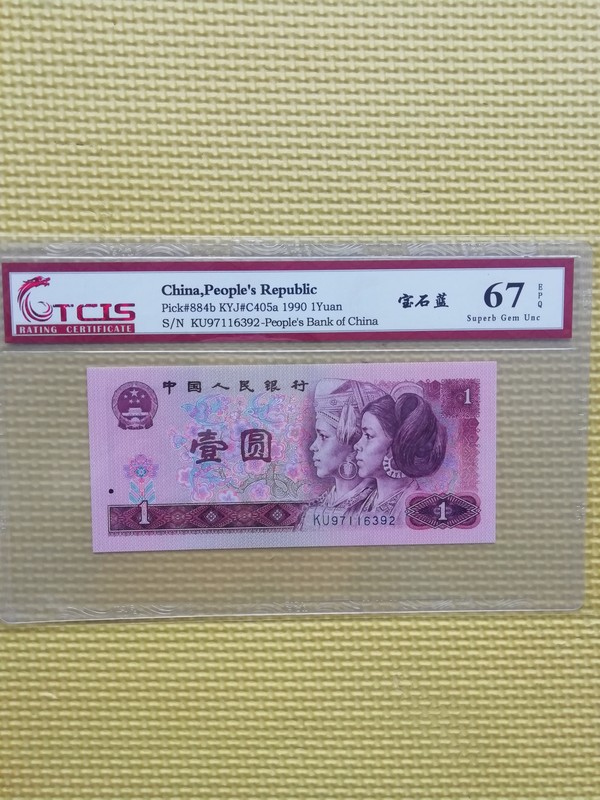 TCIS
RATING CERTIFICATE
China,People's Republic
Pick#884b KYJ#C405a 1990 1Yuan
S/N KU97116392-People's Bank of China
宝石蓝
67 EPQ
Superb Gem Unc
中国人民银行
1
壹圆
1
KU97116392
1